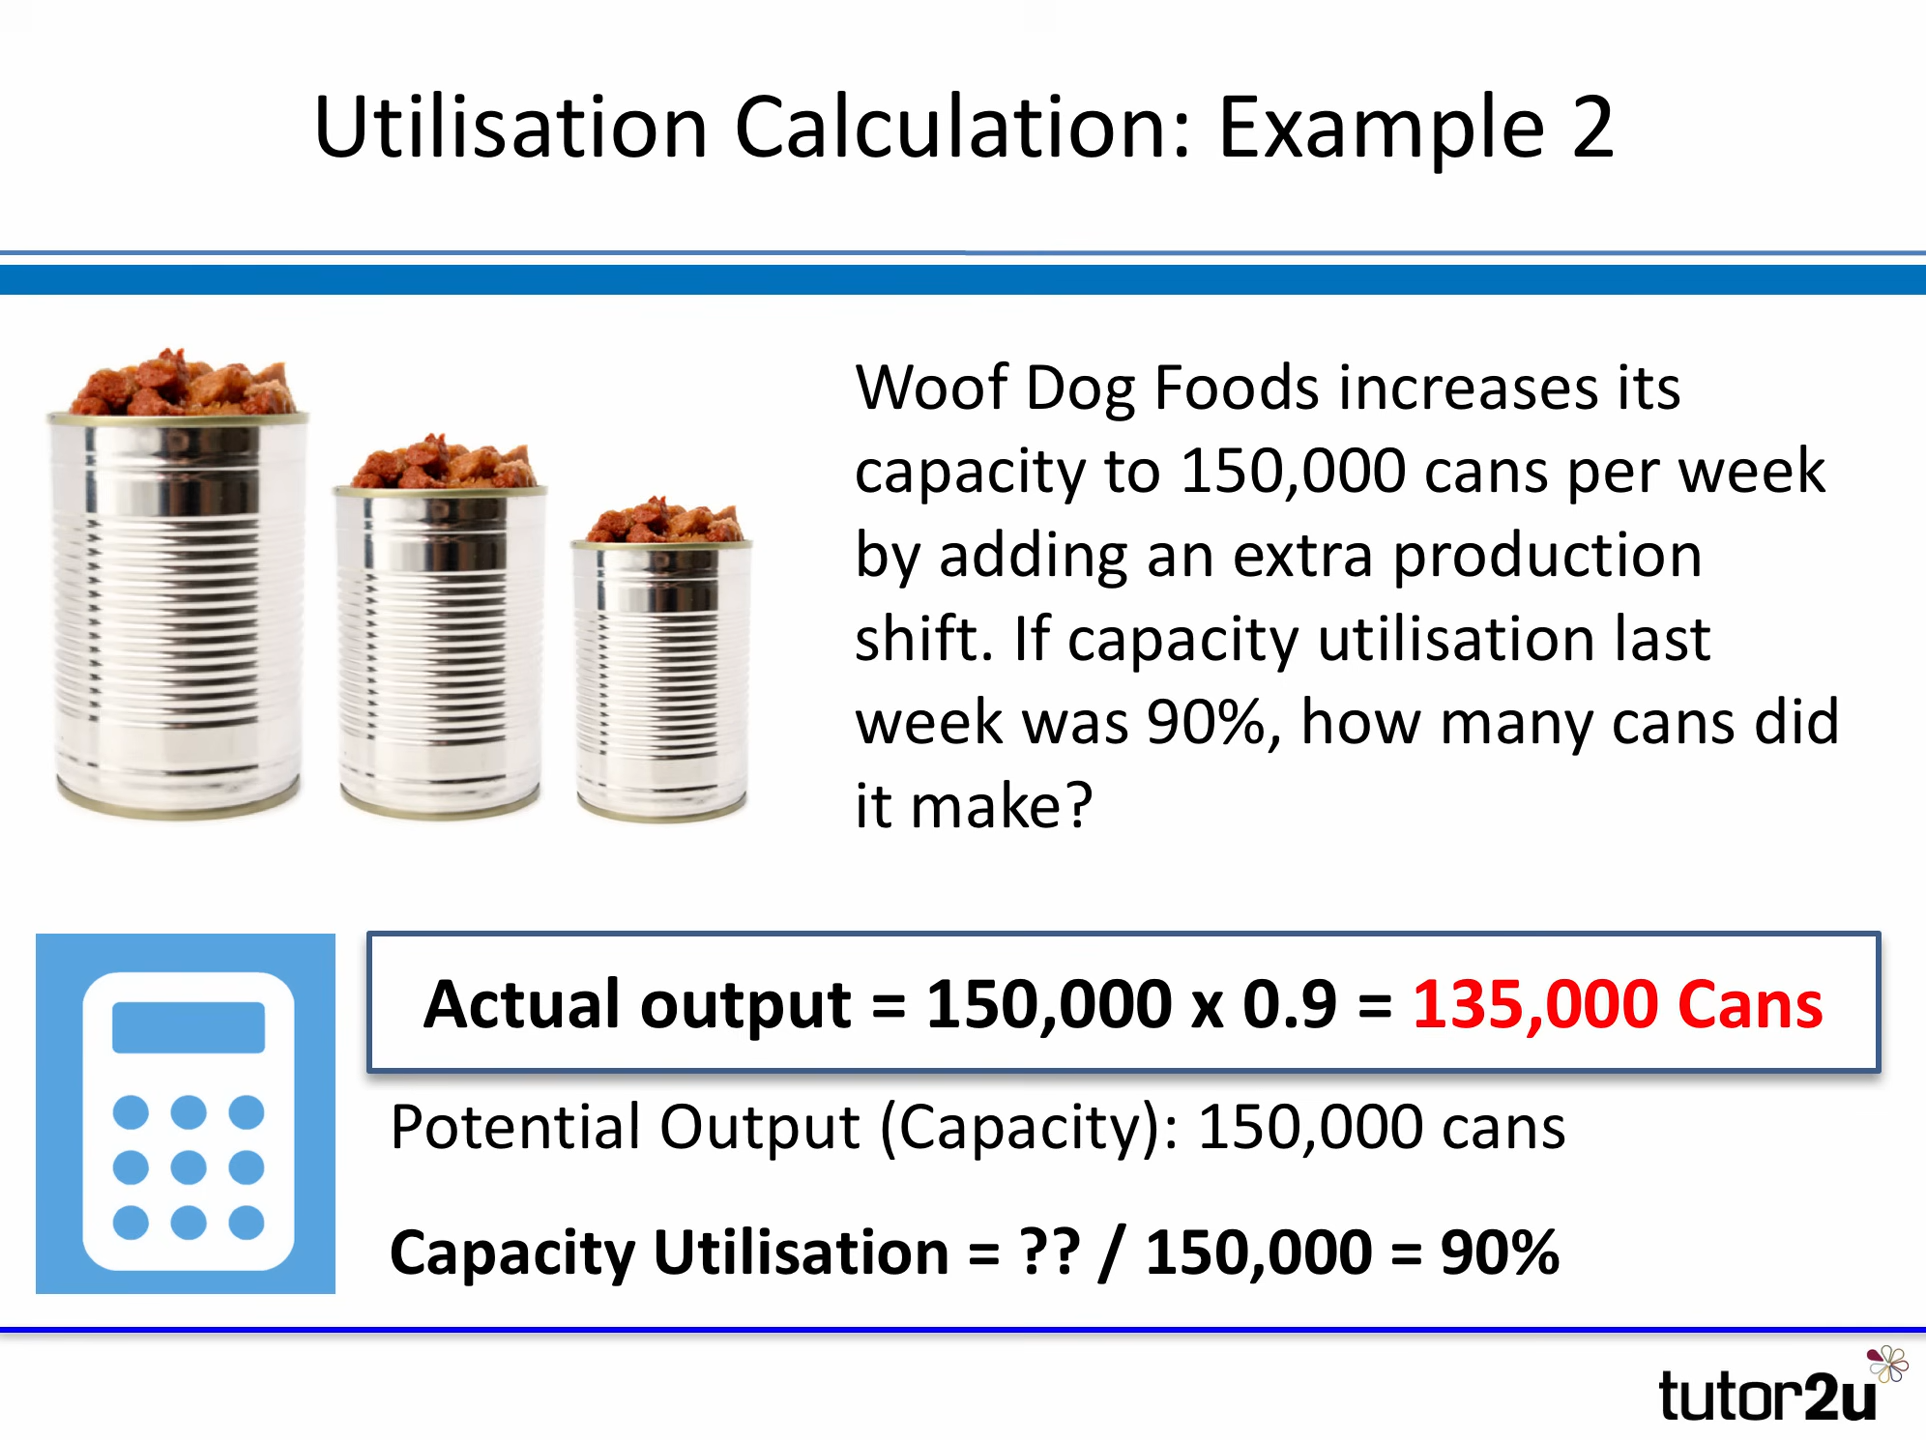 Utilisation Calculation: Example 2
Woof Dog Foods increases its
capacity to 150,000 cans per week
by adding an extra production
shift. If capacity utilisation last
week was 90%, how many cans did
it make?
Actual output = 150,000 x 0.9 = 135,000 Cans
Potential Output (Capacity): 150,000 cans
Capacity Utilisation = ?? / 150,000 = 90%
tutor2u